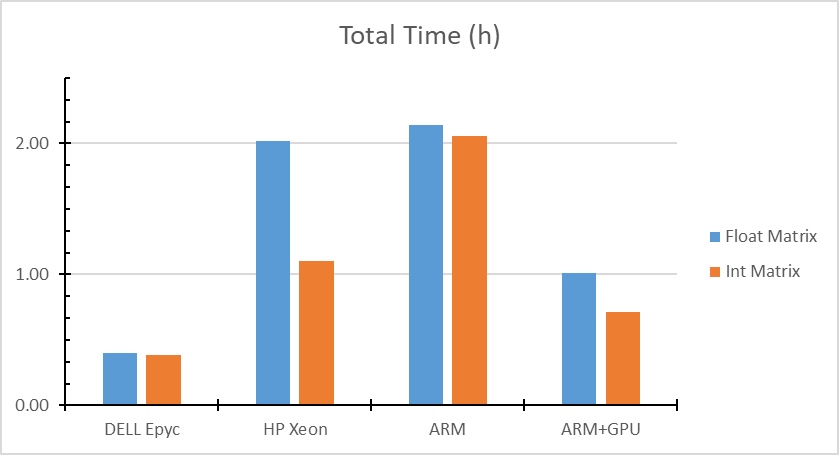 Total Time (h)
2.00
1.00
0.00
DELL Epyc
HP Xeon
ARM
ARM+GPU
Float Matrix
Int Matrix